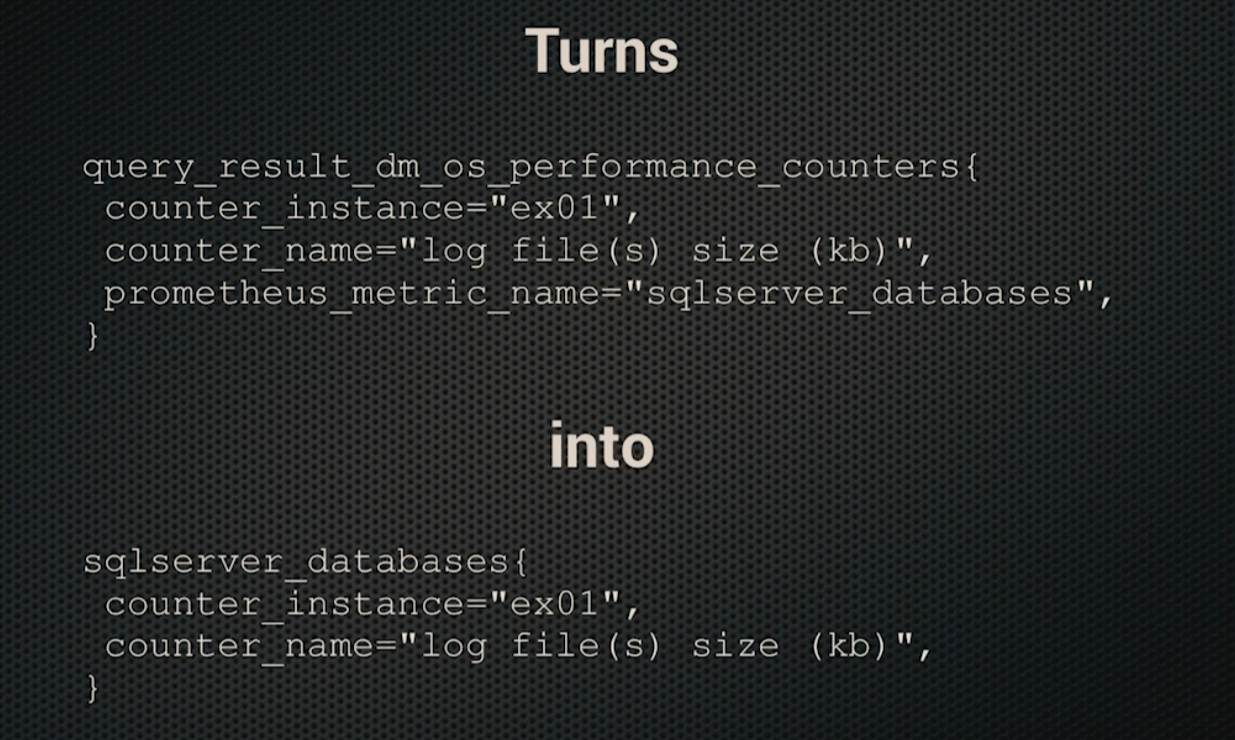 Turns
query_result_dm_os_performance_counters{
counter_instance="ex01",
counter_name="log file(s) size (kb)",
prometheus_metric_name="sqlserver_databases",
}
into
sqlserver_databases{
counter_instance="ex01",
counter_name="log file(s) size (kb)",
}